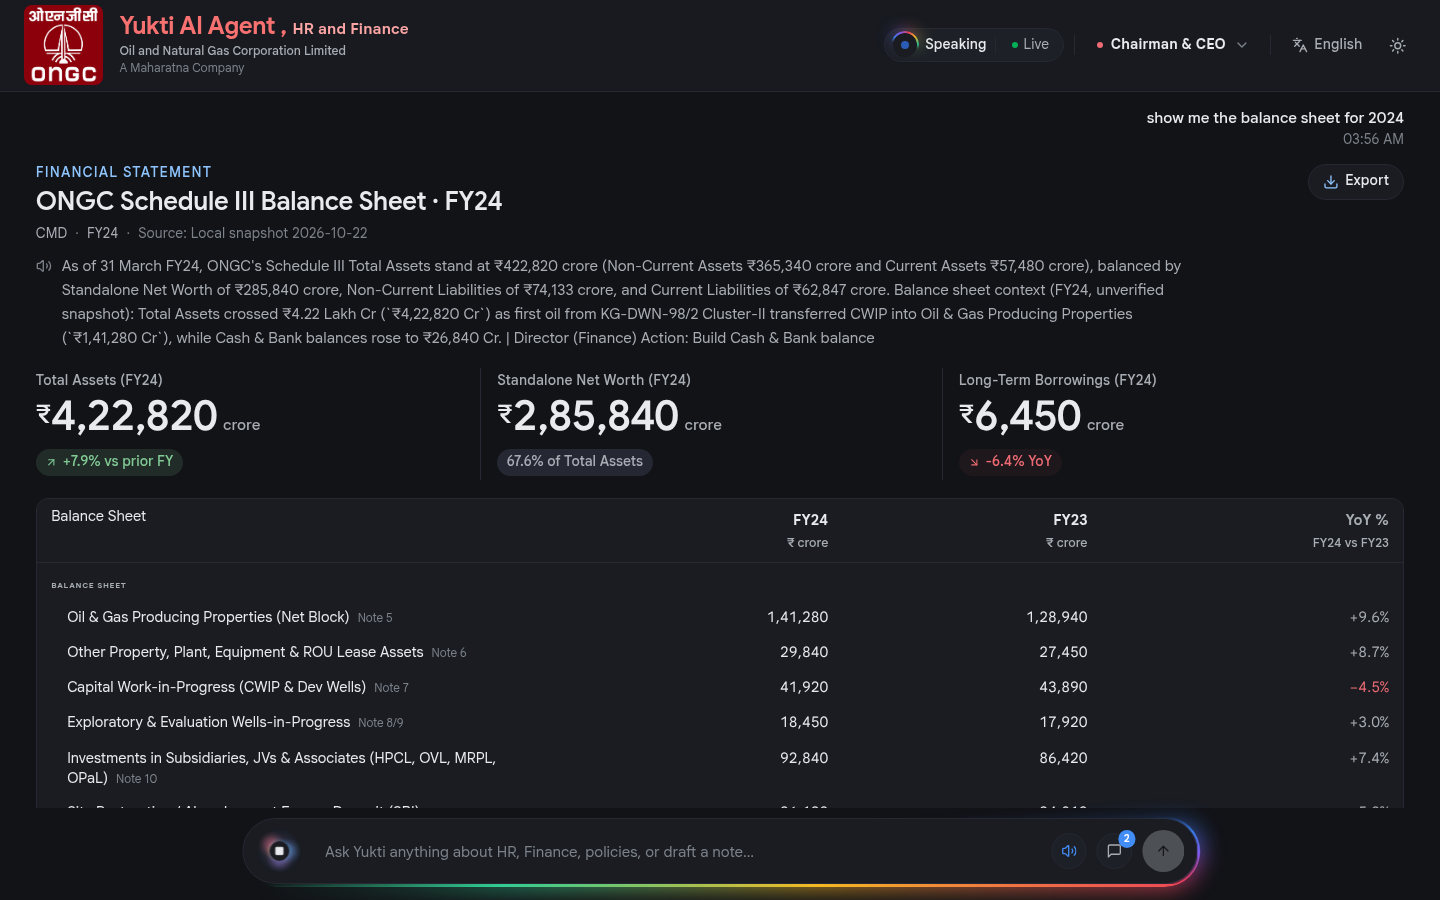 ओएनजीसी
ongc
Yukti AI Agent , HR and Finance
Oil and Natural Gas Corporation Limited
A Maharatna Company
Speaking
Live
Chairman & CEO
English
show me the balance sheet for 2024
03:56 AM
FINANCIAL STATEMENT
ONGC Schedule III Balance Sheet · FY24
Export
CMD · FY24 · Source: Local snapshot 2026-10-22
As of 31 March FY24, ONGC's Schedule III Total Assets stand at ₹422,820 crore (Non-Current Assets ₹365,340 crore and Current Assets ₹57,480 crore), balanced by
Standalone Net Worth of ₹285,840 crore, Non-Current Liabilities of ₹74,133 crore, and Current Liabilities of ₹62,847 crore. Balance sheet context (FY24, unverified
snapshot): Total Assets crossed ₹4.22 Lakh Cr (`₹4,22,820 Cr`) as first oil from KG-DWN-98/2 Cluster-II transferred CWIP into Oil & Gas Producing Properties
(`₹1,41,280 Cr`), while Cash & Bank balances rose to ₹26,840 Cr. | Director (Finance) Action: Build Cash & Bank balance
Total Assets (FY24)
₹4,22,820 crore
+7.9% vs prior FY
Standalone Net Worth (FY24)
₹2,85,840 crore
67.6% of Total Assets
Long-Term Borrowings (FY24)
₹6,450 crore
-6.4% YoY
Balance Sheet FY24 FY23 YoY %
₹ crore ₹ crore FY24 vs FY23
BALANCE SHEET
Oil & Gas Producing Properties (Net Block) Note 5 1,41,280 1,28,940 +9.6%
Other Property, Plant, Equipment & ROU Lease Assets Note 6 29,840 27,450 +8.7%
Capital Work-in-Progress (CWIP & Dev Wells) Note 7 41,920 43,890 −4.5%
Exploratory & Evaluation Wells-in-Progress Note 8/9 18,450 17,920 +3.0%
Investments in Subsidiaries, JVs & Associates (HPCL, OVL, MRPL, 92,840 86,420 +7.4%
OPaL) Note 10
Ask Yukti anything about HR, Finance, policies, or draft a note...
2